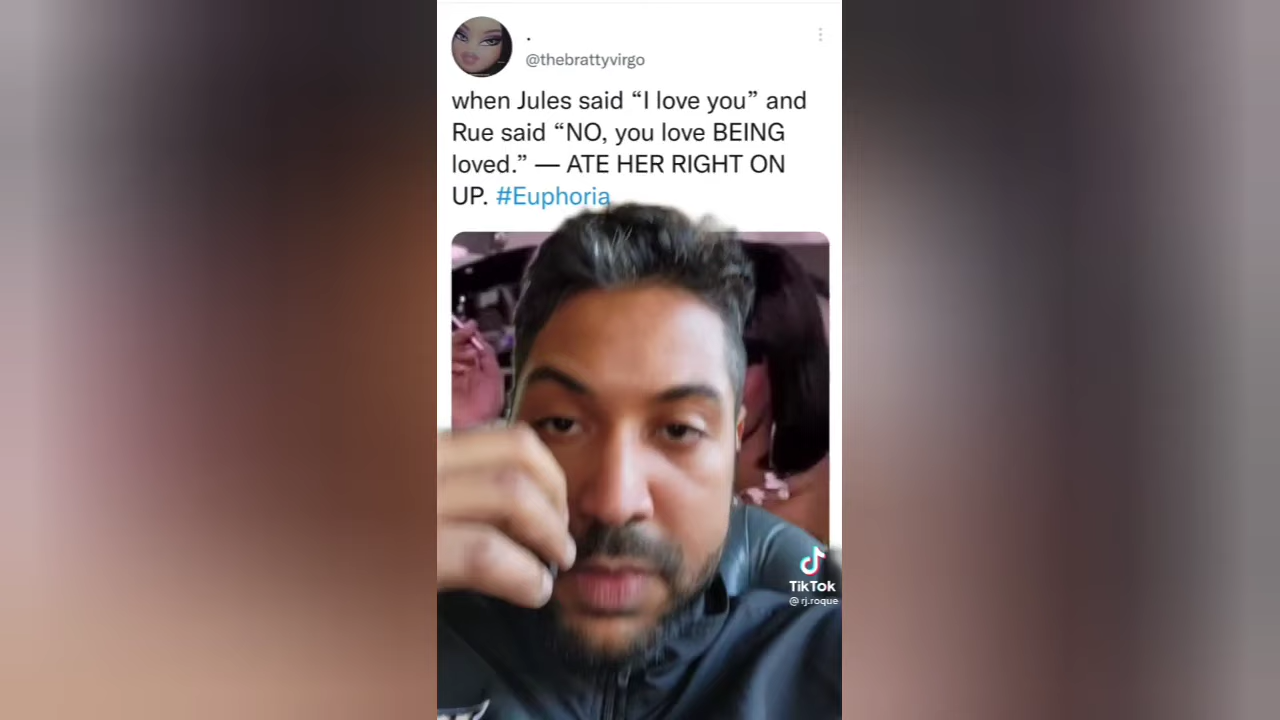 .
@thebrattyvirgo
when Jules said “I love you” and
Rue said “NO, you love BEING
loved.” — ATE HER RIGHT ON
UP. #Euphoria
TikTok
@rj.roque